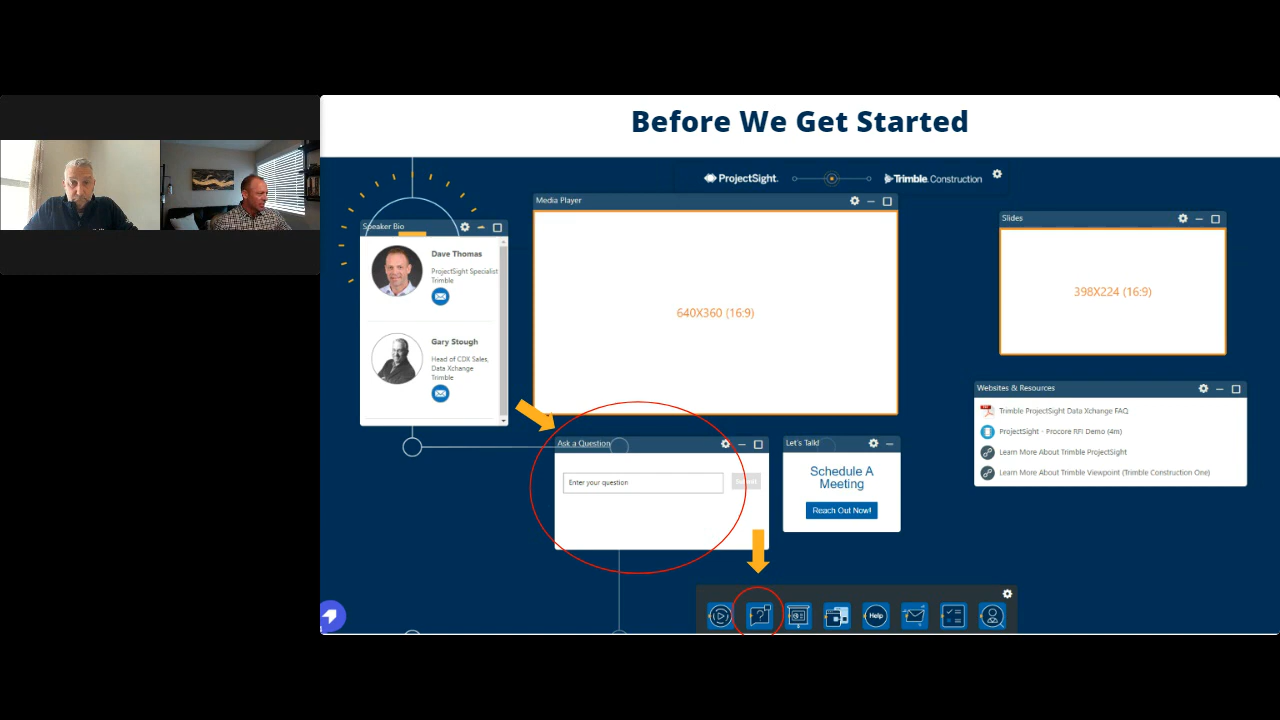 Before We Get Started
ProjectSight.
Trimble. Construction
Speaker Bio
Dave Thomas
ProjectSight Specialist
Trimble
Gary Stough
Head of CDX Sales,
Data Xchange
Trimble
Media Player
640X360 (16:9)
Slides
398X224 (16:9)
Websites & Resources
Trimble ProjectSight Data Xchange FAQ
ProjectSight - Procore RFI Demo (4m)
Learn More About Trimble ProjectSight
Learn More About Trimble Viewpoint (Trimble Construction One)
Ask a Question
Enter your question
Submit
Let's Talk!
Schedule A
Meeting
Reach Out Now!
?
Help